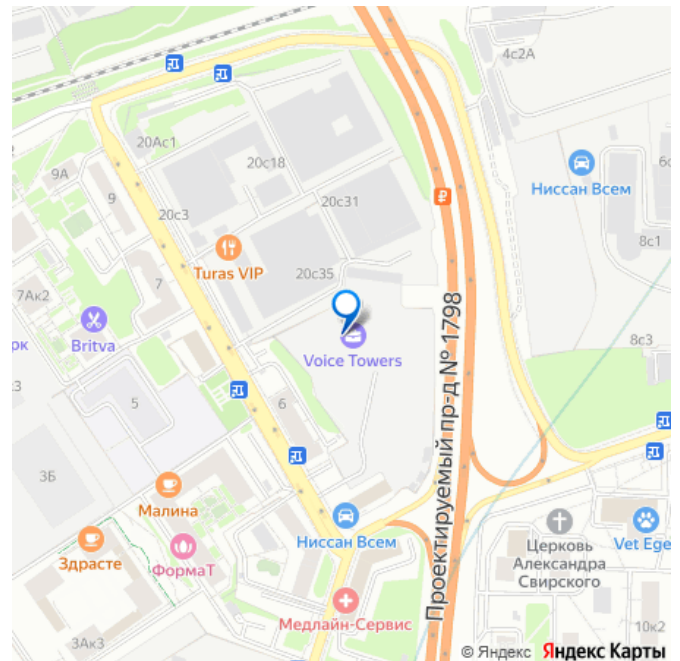 4с2А
20Ас1
20с18
9А
9
20с3
20с31
Ниссан Всем
6с
8с1
Turas VIP
20с35
7Ак2
7
рк
Britva
Voice Towers
8с3
Проектируемый пр-д № 1798
5
6
3Б
Малина
Ниссан Всем
Церковь
Александра
Свирского
Vet Ege
Здрасте
ФормаТ
Медлайн-Сервис
10к2
3Ак3
© Яндекс Яндекс Карты